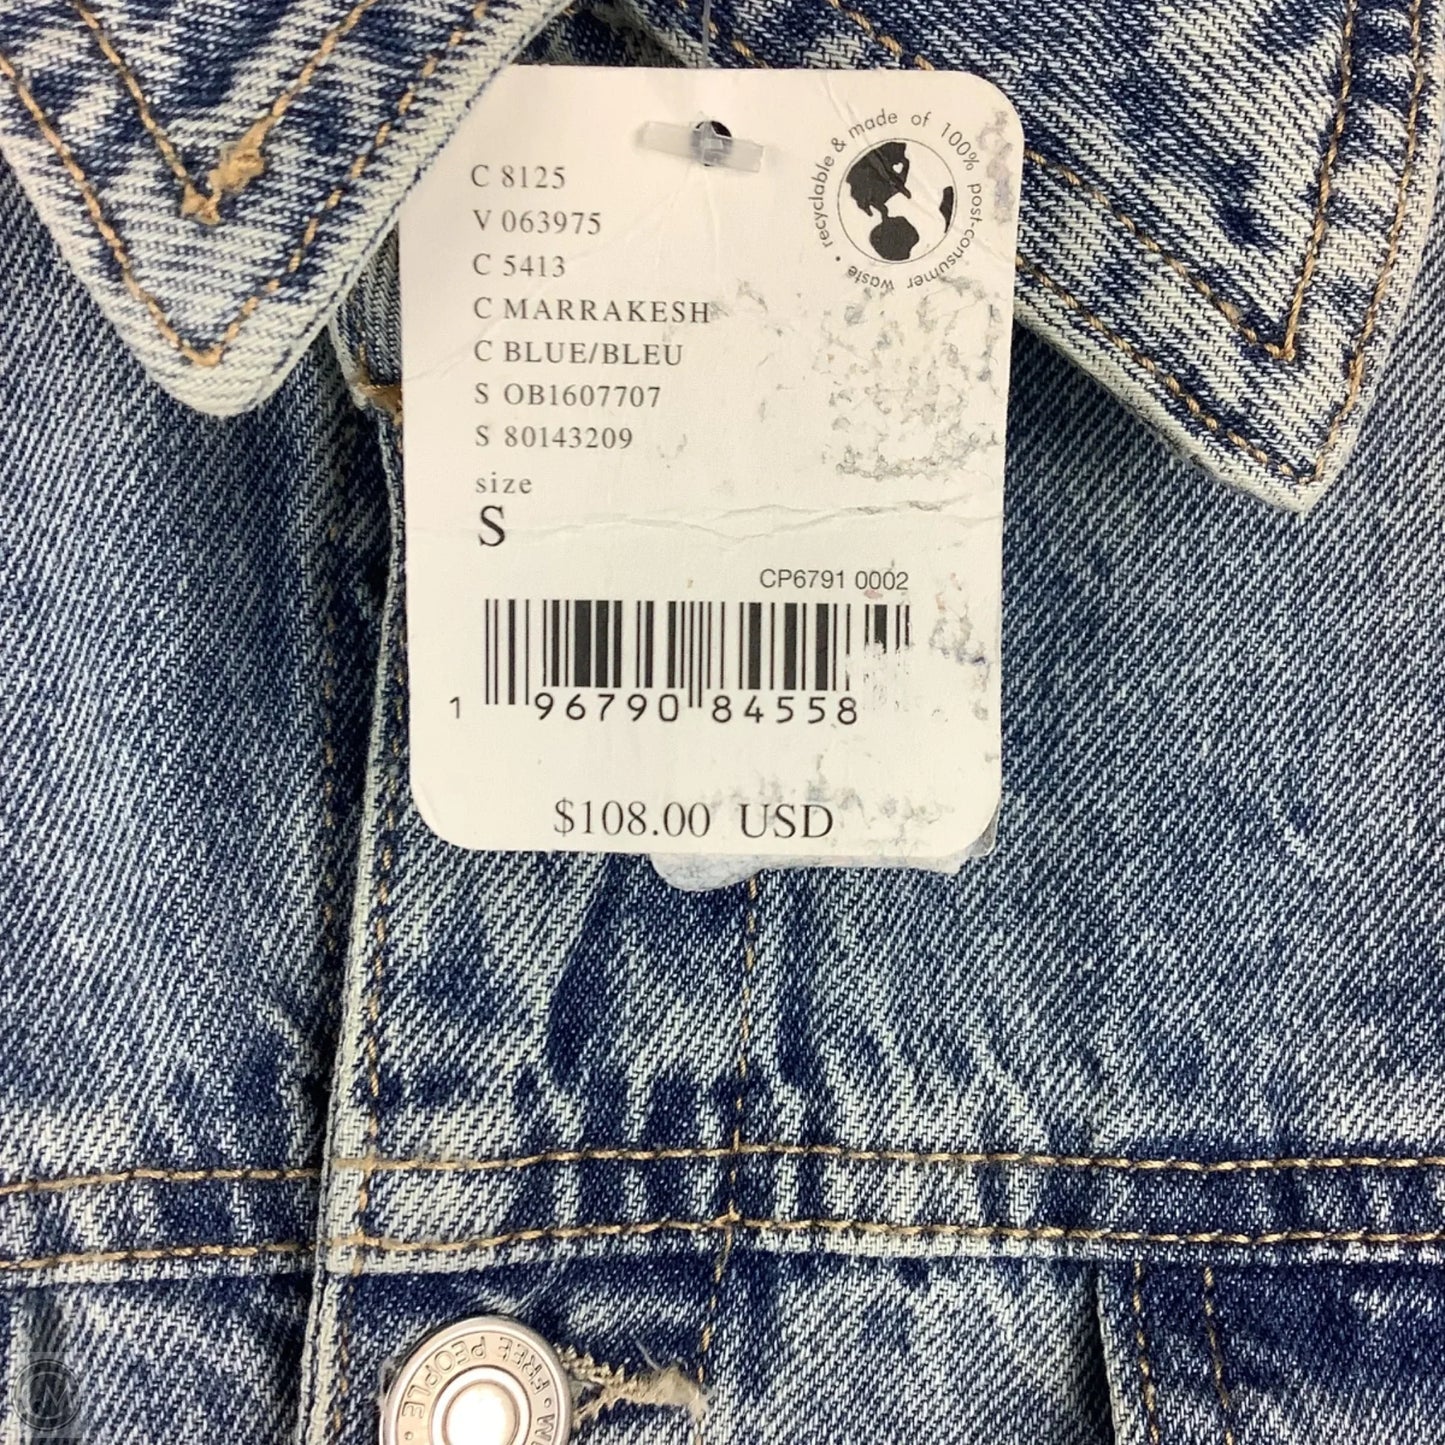 recyclable & made of 100% post-consumer waste •
C 8125
V 063975
C 5413
C MARRAKESH
C BLUE/BLEU
S OB1607707
S 80143209
size
S
CP6791 0002
1 96790 84558
$108.00 USD
• FREE PEOPLE •